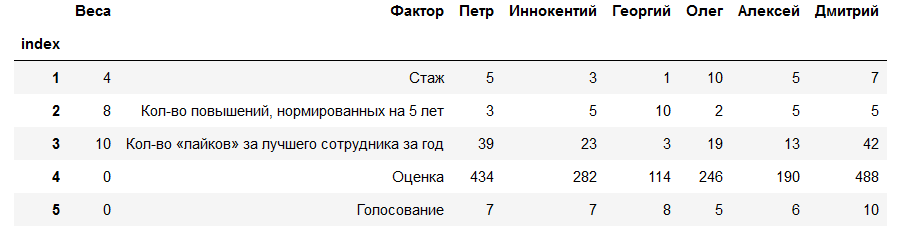 Веса Фактор Петр Иннокентий Георгий Олег Алексей Дмитрий
index
1 4 Стаж 5 3 1 10 5 7
2 8 Кол-во повышений, нормированных на 5 лет 3 5 10 2 5 5
3 10 Кол-во «лайков» за лучшего сотрудника за год 39 23 3 19 13 42
4 0 Оценка 434 282 114 246 190 488
5 0 Голосование 7 7 8 5 6 10